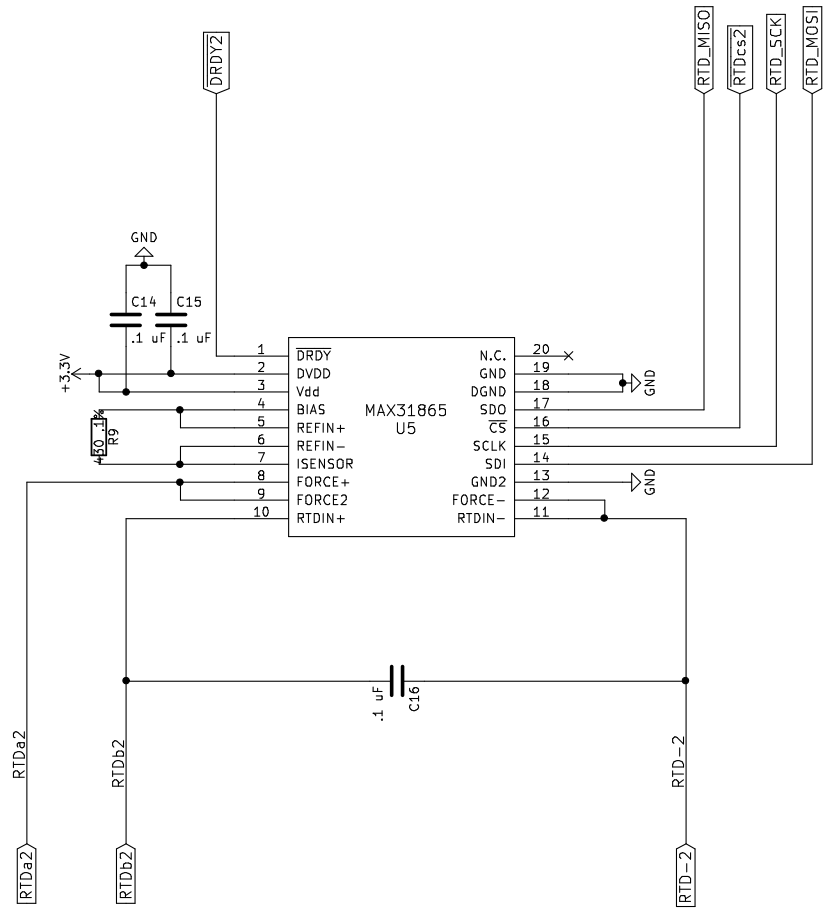 DRDY2
RTD_MISO
RTDcs2
RTD_SCK
RTD_MOSI
GND
C14
C15
.1 uF
.1 uF
+3.3V
430 .1%
R9
MAX31865
U5
1 DRDY
2 DVDD
3 Vdd
4 BIAS
5 REFIN+
6 REFIN-
7 ISENSOR
8 FORCE+
9 FORCE2
10 RTDIN+
N.C. 20
GND 19
DGND 18
SDO 17
CS 16
SCLK 15
SDI 14
GND2 13
FORCE- 12
RTDIN- 11
GND
GND
.1 uF
C16
RTDa2
RTDb2
RTD-2
RTDa2
RTDb2
RTD-2